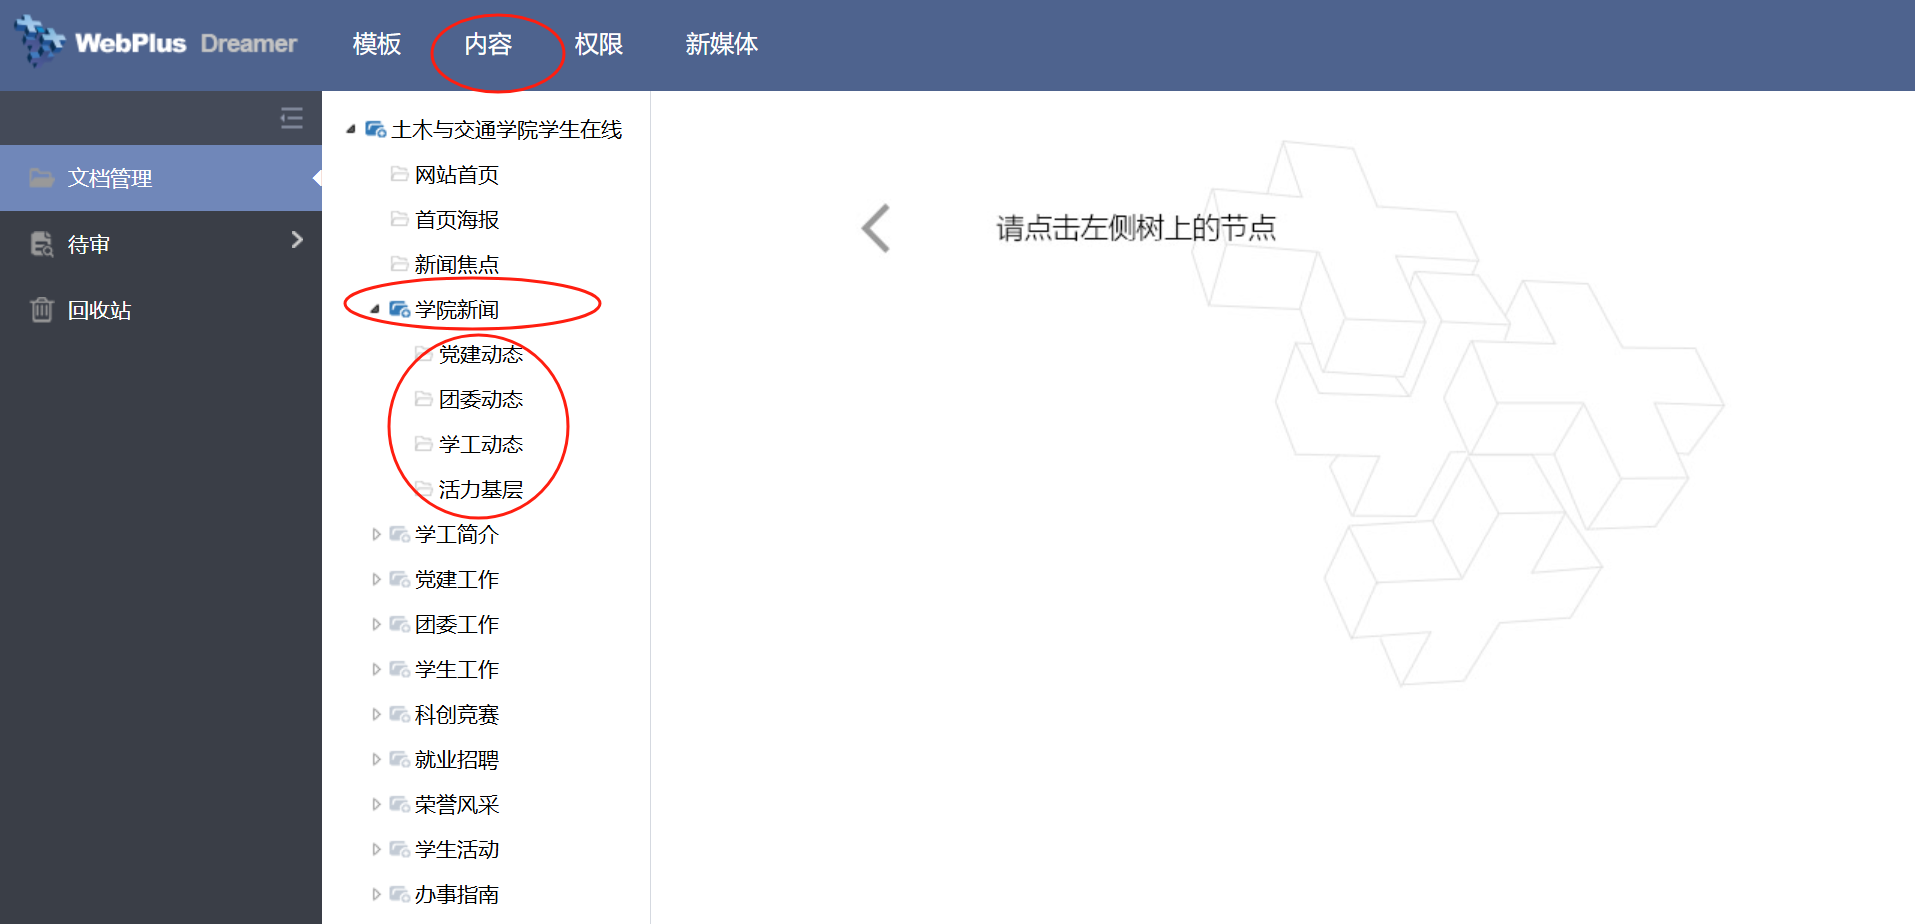 WebPlus Dreamer
模板
内容
权限
新媒体
文档管理
待审
回收站
土木与交通学院学生在线
网站首页
首页海报
新闻焦点
学院新闻
党建动态
团委动态
学工动态
活力基层
学工简介
党建工作
团委工作
学生工作
科创竞赛
就业招聘
荣誉风采
学生活动
办事指南
请点击左侧树上的节点